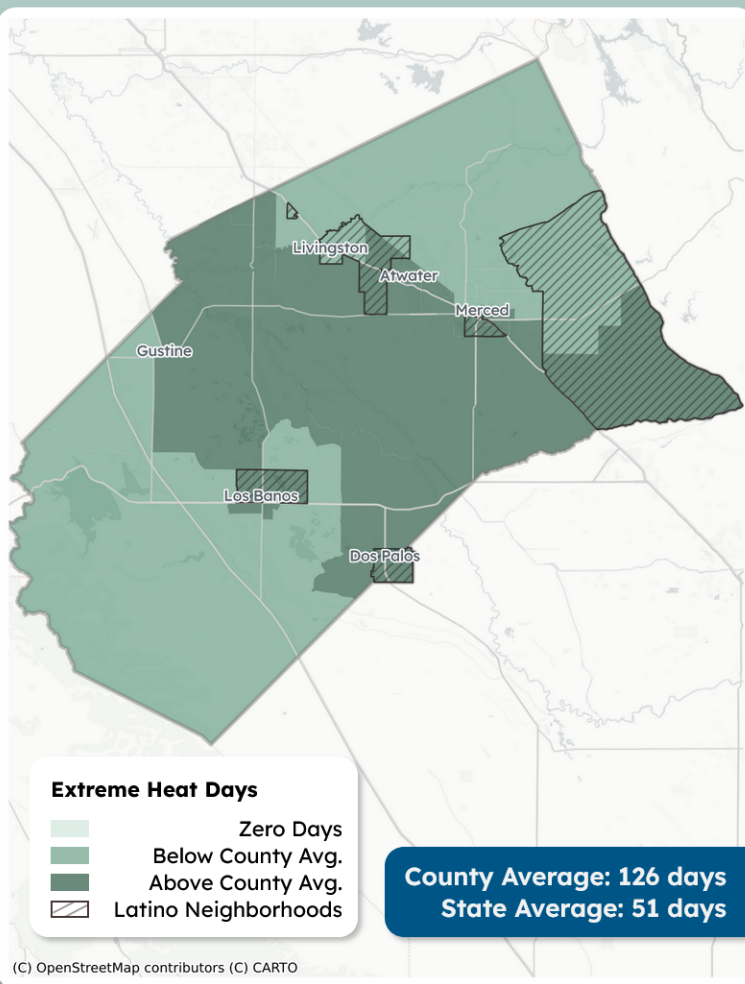 Livingston
Atwater
Merced
Gustine
Los Banos
Dos Palos
Extreme Heat Days
Zero Days
Below County Avg.
Above County Avg.
Latino Neighborhoods
County Average: 126 days
State Average: 51 days
(C) OpenStreetMap contributors (C) CARTO